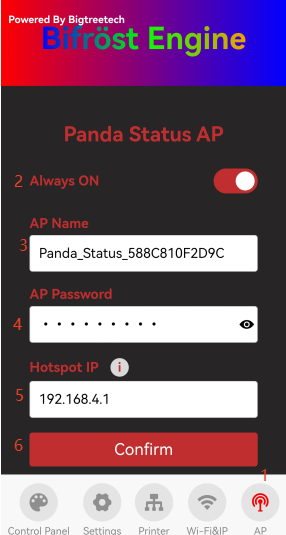 Powered By Bigtreetech
Bifröst Engine
Panda Status AP
2 Always ON
AP Name
3 Panda_Status_588C810F2D9C
AP Password
4 • • • • • • • • •
Hotspot IP i
5 192.168.4.1
6 Confirm
1
Control Panel Settings Printer Wi-Fi&IP AP